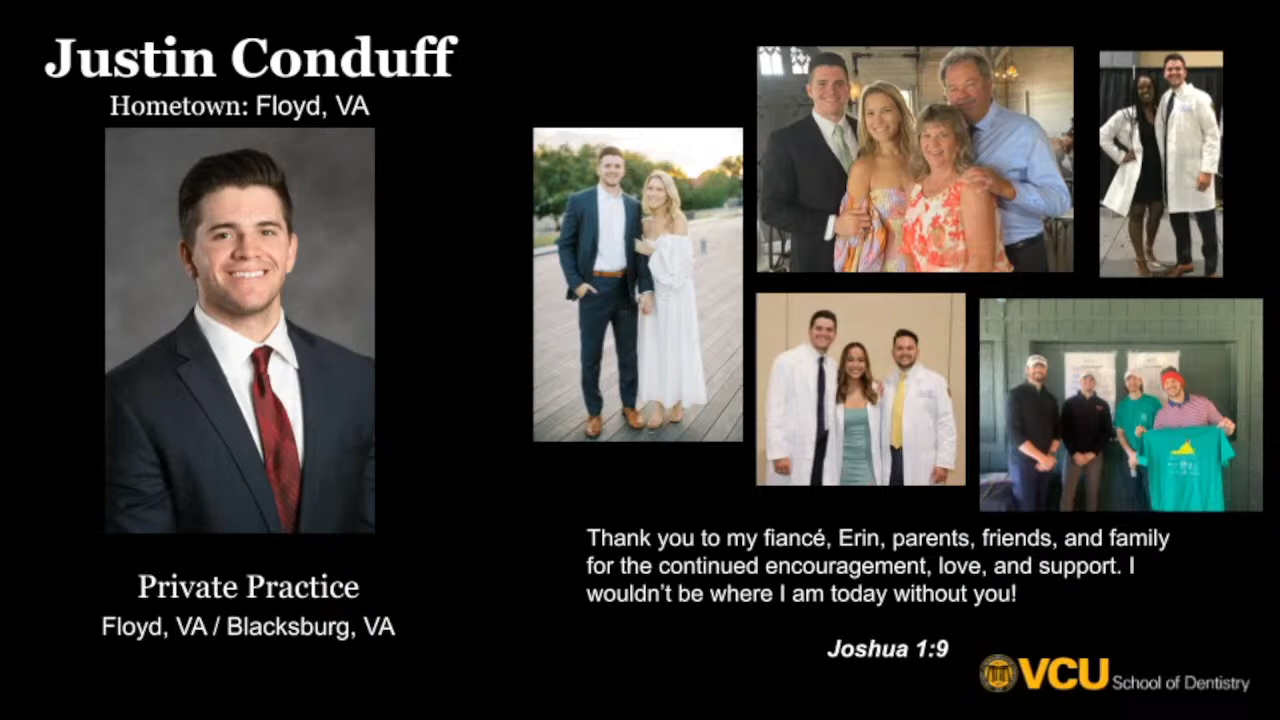 Justin Conduff
Hometown: Floyd, VA
Private Practice
Floyd, VA / Blacksburg, VA
Thank you to my fiancé, Erin, parents, friends, and family
for the continued encouragement, love, and support. I
wouldn't be where I am today without you!
Joshua 1:9
VCU School of Dentistry